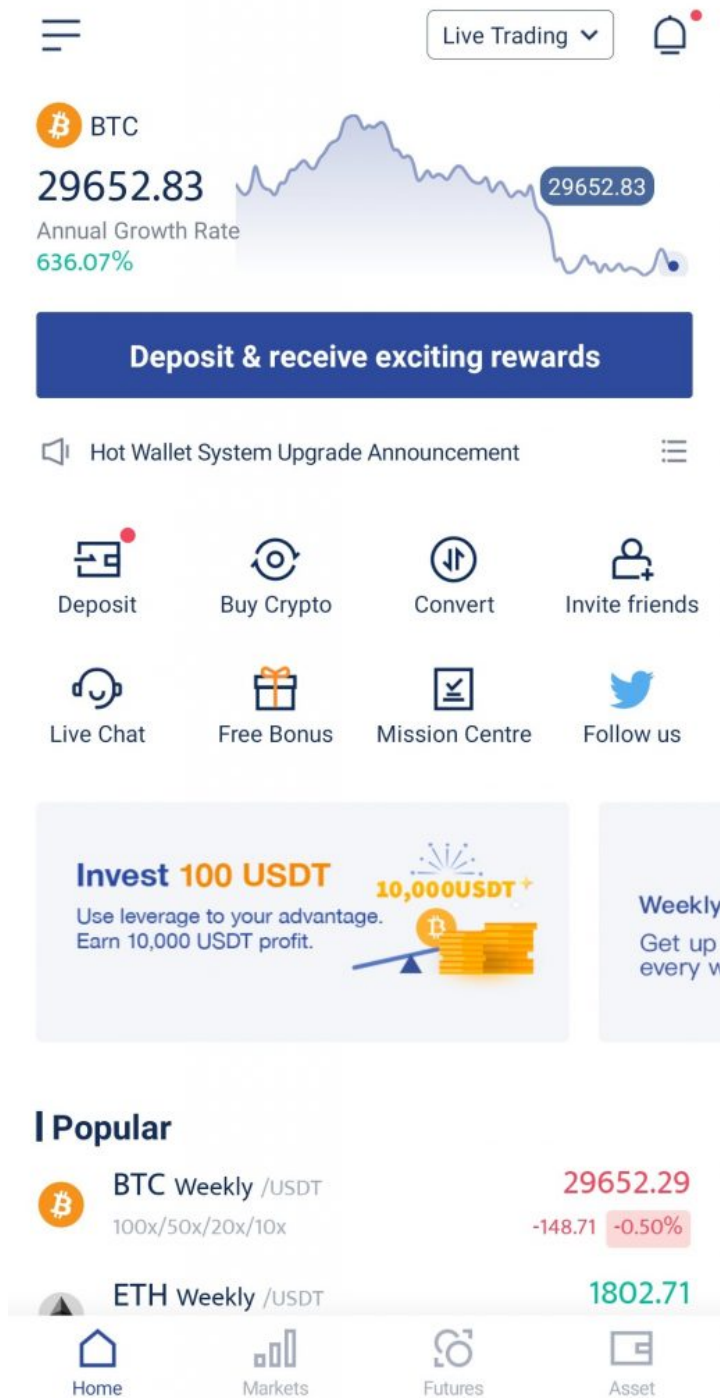 Live Trading
BTC
29652.83
29652.83
Annual Growth Rate
636.07%
Deposit & receive exciting rewards
Hot Wallet System Upgrade Announcement
Deposit Buy Crypto Convert Invite friends
Live Chat Free Bonus Mission Centre Follow us
Invest 100 USDT
Use leverage to your advantage.
Earn 10,000 USDT profit.
10,000USDT
Weekly
Get up
every w
Popular
BTC Weekly /USDT 29652.29
100x/50x/20x/10x -148.71 -0.50%
ETH Weekly /USDT 1802.71
Home Markets Futures Asset